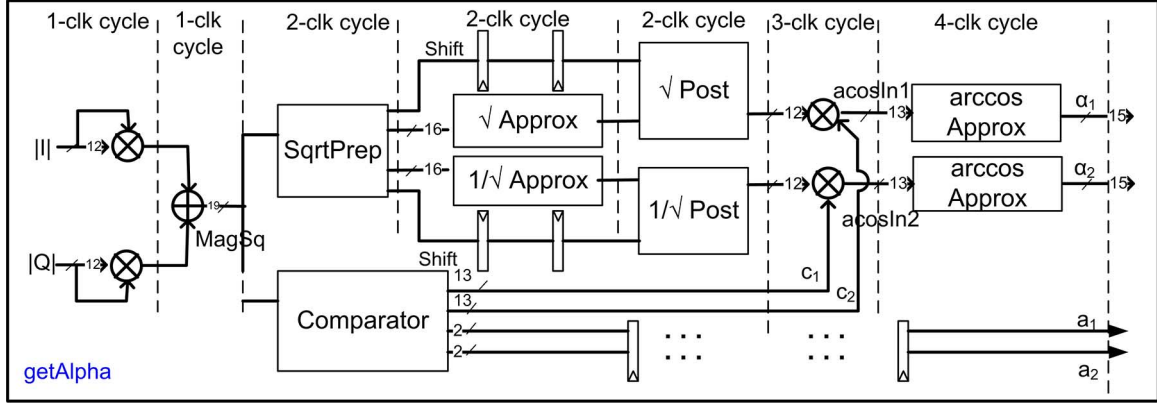 1-clk cycle
1-clk
cycle
2-clk cycle
2-clk cycle
2-clk cycle
3-clk cycle
4-clk cycle
Shift
√ Post
acosIn1
arccos
Approx
α1
|I|
12
SqrtPrep
16
√ Approx
12
13
15
16
1/√ Approx
1/√ Post
12
13
arccos
Approx
α2
15
19
MagSq
acosIn2
|Q|
12
Shift
13
c1
c2
13
Comparator
2
2
a1
a2
getAlpha